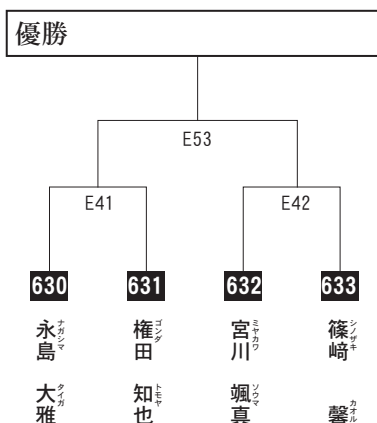 優勝
E53
E41
E42
630
631
632
633
永島 大雅
ナガシマ タイガ
権田 知也
ゴンダ トモヤ
宮川 颯真
ミヤカワ ソウマ
篠﨑 馨
シノザキ カオル